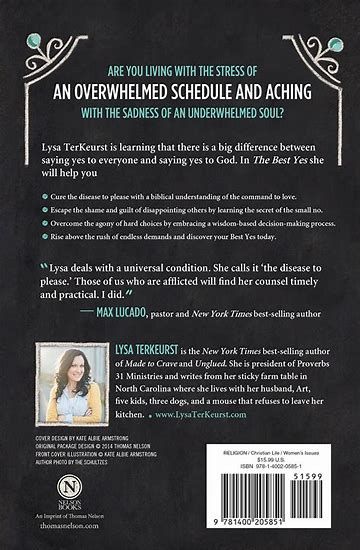 ARE YOU LIVING WITH THE STRESS OF
AN OVERWHELMED SCHEDULE AND ACHING
WITH THE SADNESS OF AN UNDERWHELMED SOUL?
Lysa TerKeurst is learning that there is a big difference between
saying yes to everyone and saying yes to God. In The Best Yes she
will help you
Cure the disease to please with a biblical understanding of the command to love.
Escape the shame and guilt of disappointing others by learning the secret of the small no.
Overcome the agony of hard choices by embracing a wisdom-based decision-making process.
Rise above the rush of endless demands and discover your Best Yes today.
"Lysa deals with a universal condition. She calls it 'the disease to
please.' Those of us who are afflicted will find her counsel timely
and practical. I did."
— MAX LUCADO, pastor and New York Times best-selling author
LYSA TERKEURST is the New York Times best-selling author
of Made to Crave and Unglued. She is president of Proverbs
31 Ministries and writes from her sticky farm table in
North Carolina where she lives with her husband, Art,
five kids, three dogs, and a mouse that refuses to leave her
kitchen. • www.LysaTerKeurst.com
COVER DESIGN BY KATE ALBIE ARMSTRONG
ORIGINAL PACKAGE DESIGN © 2014 THOMAS NELSON
FRONT COVER ILLUSTRATION © KATE ALBIE ARMSTRONG
AUTHOR PHOTO BY THE SCHULTZES
N
NELSON
BOOKS
An Imprint of Thomas Nelson
thomasnelson.com
RELIGION / Christian Life / Women's Issues
$15.99 U.S.
ISBN 978-1-4002-0585-1
51599
9 781400 205851